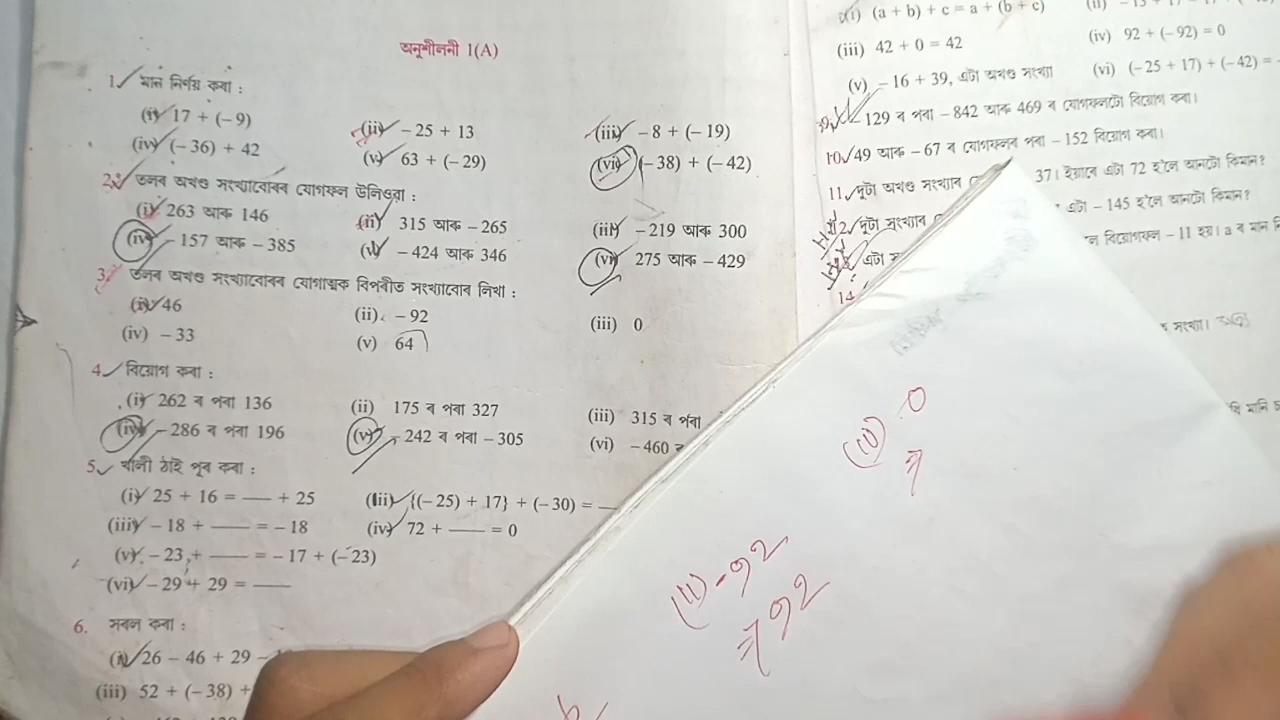 অনুশীলনী 1(A)
1. মান নিৰ্ণয় কৰা :
(i) 17 + (−9)
(ii) − 25 + 13
(iii) −8 + (−19)
(iv) (−36) + 42
(v) 63 + (−29)
(vi) (−38) + (−42)
2. তলৰ অখণ্ড সংখ্যাবোৰৰ যোগফল উলিওৱা :
(i) 263 আৰু 146
(ii) 315 আৰু − 265
(iii) −219 আৰু 300
(iv) − 157 আৰু − 385
(v) − 424 আৰু 346
(vi) 275 আৰু − 429
3. তলৰ অখণ্ড সংখ্যাবোৰৰ যোগাত্মক বিপৰীত সংখ্যাবোৰ লিখা :
(i) 46
(ii) − 92
(iii) 0
(iv) − 33
(v) 64
4. বিয়োগ কৰা :
(i) 262 ৰ পৰা 136
(ii) 175 ৰ পৰা 327
(iii) 315 ৰ পৰা
(iv) − 286 ৰ পৰা 196
(v) − 242 ৰ পৰা − 305
(vi) −460 ৰ
5. খালী ঠাই পূৰ কৰা :
(i) 25 + 16 = —— + 25
(ii) {(− 25) + 17} + (− 30) = —
(iii) − 18 + —— = − 18
(iv) 72 + —— = 0
(v) − 23 + —— = − 17 + (−23)
(vi) − 29 + 29 = ——
6. সৰল কৰা :
(i) 26 − 46 + 29 −
(iii) 52 + (−38) +
(i) (a + b) + c = a + (b + c)
(iii) 42 + 0 = 42
(iv) 92 + (−92) = 0
(v) −16 + 39, এটা অখণ্ড সংখ্যা
(vi) (−25 + 17) + (−42) =
9. −129 ৰ পৰা − 842 আৰু 469 ৰ যোগফলটো বিয়োগ কৰা।
10. 49 আৰু − 67 ৰ যোগফলৰ পৰা − 152 বিয়োগ কৰা।
11. দুটা অখণ্ড সংখ্যাৰ
37। ইয়াৰে এটা 72 হ'লে আনটো কিমান?
12. দুটা সংখ্যাৰ
এটা − 145 হ'লে আনটো কিমান?
এটা
বিয়োগফল − 11 হয়। a ৰ মান
14.
সংখ্যা।
(iii) 0
⇒
(ii) - 92
⇒ 92